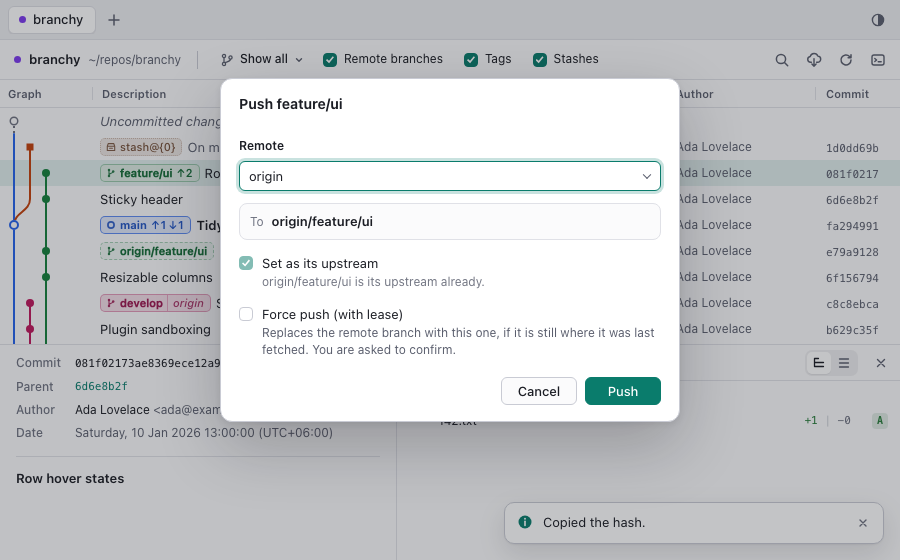 branchy
branchy ~/repos/branchy Show all Remote branches Tags Stashes
Graph Description Author Commit
Uncommitted chang
stash@{0} On m Ada Lovelace 1d0dd69b
feature/ui ↑2 Ro Ada Lovelace 081f0217
Sticky header Ada Lovelace 6d6e8b2f
main ↑1↓1 Tidy Ada Lovelace fa294991
origin/feature/ui Ada Lovelace e79a9128
Resizable columns Ada Lovelace 6f156794
develop origin Ada Lovelace c8c8ebca
Plugin sandboxing Ada Lovelace b629c35f
Push feature/ui
Remote
origin
To origin/feature/ui
Set as its upstream
origin/feature/ui is its upstream already.
Force push (with lease)
Replaces the remote branch with this one, if it is still where it was last
fetched. You are asked to confirm.
Cancel Push
Commit 081f02173ae8369ece12a9
Parent 6d6e8b2f
Author Ada Lovelace <ada@exam
Date Saturday, 10 Jan 2026 13:00:00 (UTC+06:00)
Row hover states
+1 −0 A
Copied the hash.